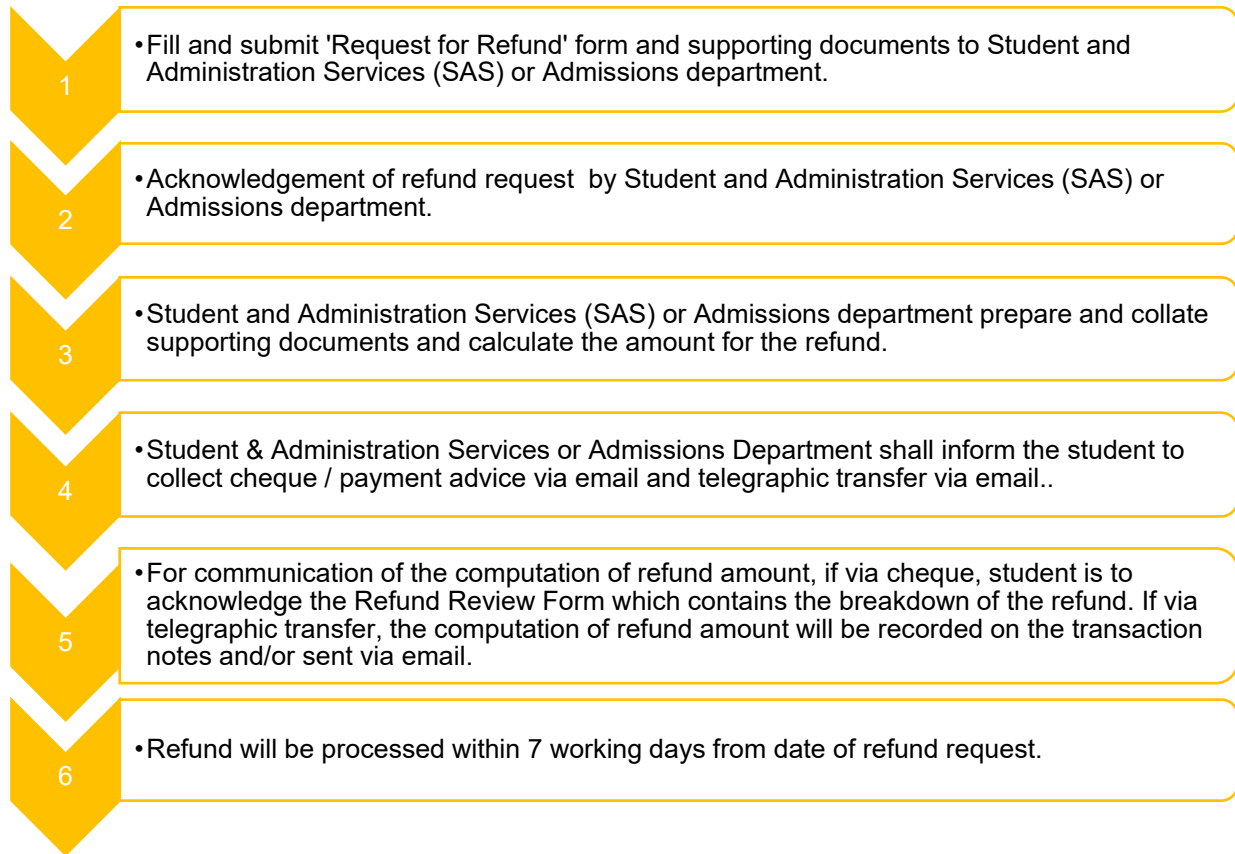 1
•Fill and submit 'Request for Refund' form and supporting documents to Student and
Administration Services (SAS) or Admissions department.
2
•Acknowledgement of refund request  by Student and Administration Services (SAS) or
Admissions department.
3
•Student and Administration Services (SAS) or Admissions department prepare and collate
supporting documents and calculate the amount for the refund.
4
•Student & Administration Services or Admissions Department shall inform the student to
collect cheque / payment advice via email and telegraphic transfer via email..
5
•For communication of the computation of refund amount, if via cheque, student is to
acknowledge the Refund Review Form which contains the breakdown of the refund. If via
telegraphic transfer, the computation of refund amount will be recorded on the transaction
notes and/or sent via email.
6
•Refund will be processed within 7 working days from date of refund request.